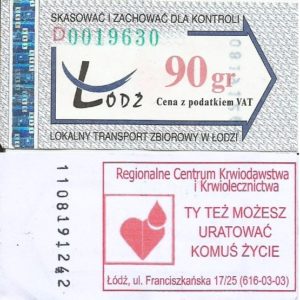 SKASOWAĆ I ZACHOWAĆ DLA KONTROLI
D0019630
ŁÓDŹ
90 gr
Cena z podatkiem VAT
LOKALNY TRANSPORT ZBIOROWY W ŁODZI
1108191242
Regionalne Centrum Krwiodawstwa
i Krwiolecznictwa
TY TEŻ MOŻESZ
URATOWAĆ
KOMUŚ ŻYCIE
Łódź, ul. Franciszkańska 17/25 (616-03-03)